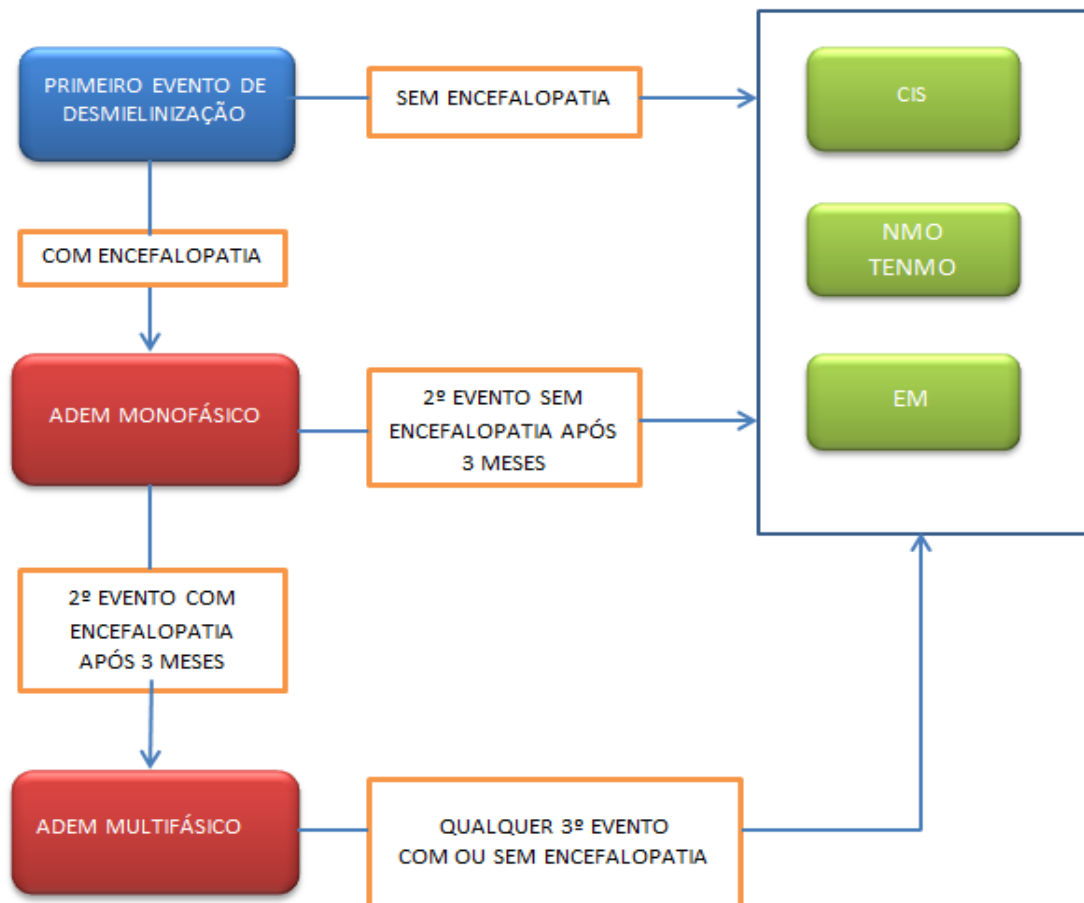 PRIMEIRO EVENTO DE
DESMIELINIZAÇÃO
SEM ENCEFALOPATIA
CIS
NMO
TENMO
EM
COM ENCEFALOPATIA
ADEM MONOFÁSICO
2º EVENTO SEM
ENCEFALOPATIA APÓS
3 MESES
2º EVENTO COM
ENCEFALOPATIA
APÓS 3 MESES
ADEM MULTIFÁSICO
QUALQUER 3º EVENTO
COM OU SEM ENCEFALOPATIA